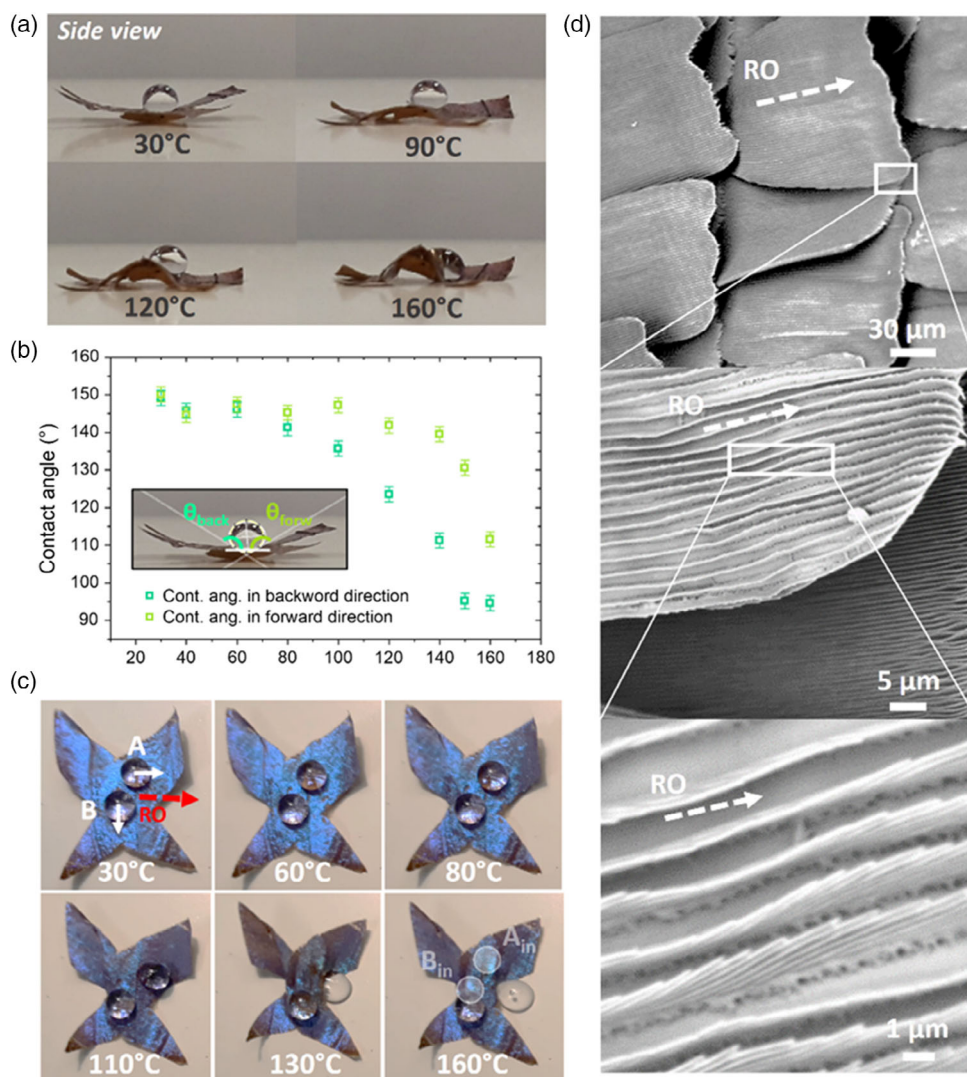 (a)
Side view
30°C
90°C
120°C
160°C
(b)
160
150
140
130
120
110
100
90
Contact angle (°)
θback
θforw
Cont. ang. in backword direction
Cont. ang. in forward direction
20 40 60 80 100 120 140 160 180
(c)
A
B
RO
30°C
60°C
80°C
110°C
130°C
Ain
Bin
160°C
(d)
RO
30 μm
RO
5 μm
RO
1 μm